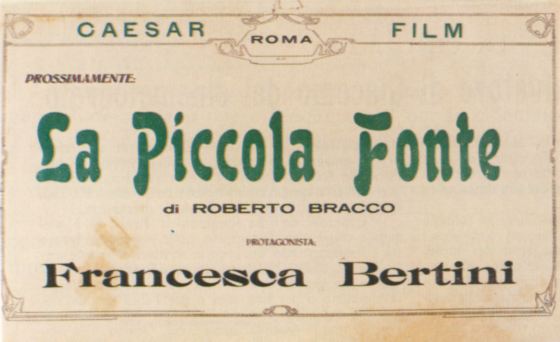 CAESAR ROMA FILM
PROSSIMAMENTE:
La Piccola Fonte
di ROBERTO BRACCO
PROTAGONISTA:
Francesca Bertini